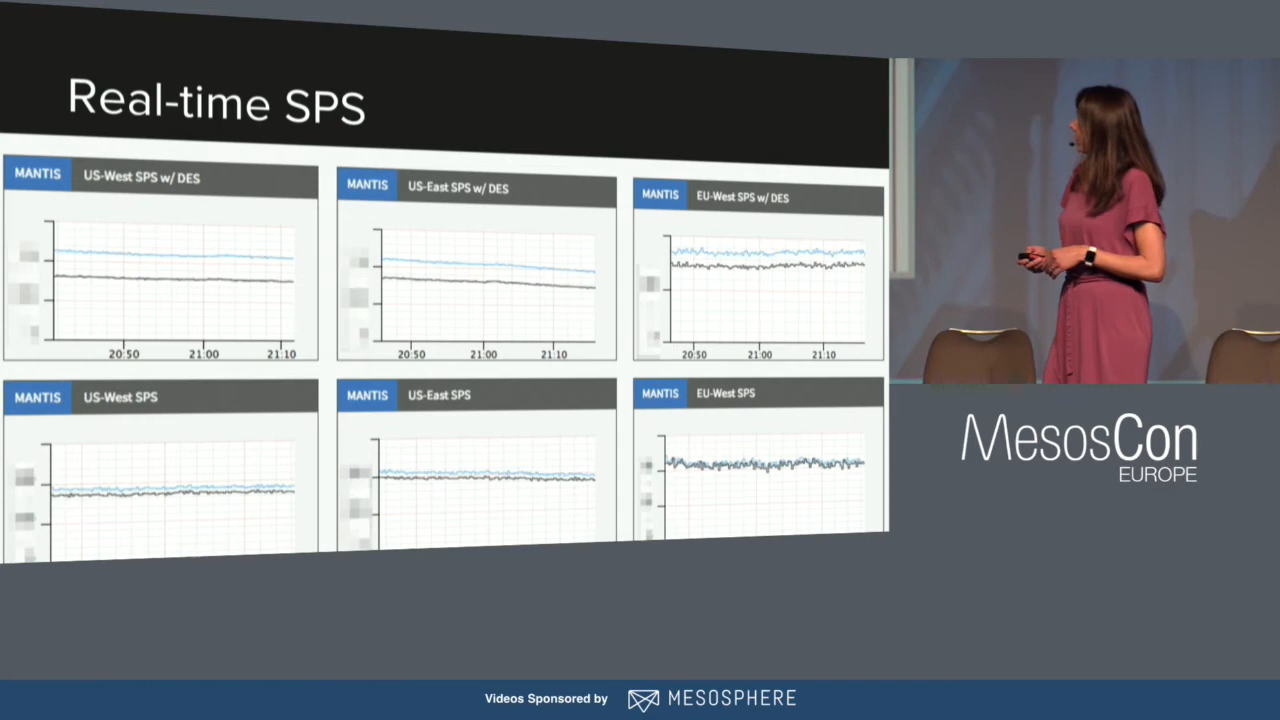 Real-time SPS
MANTIS US-West SPS w/ DES
MANTIS US-East SPS w/ DES
MANTIS EU-West SPS w/ DES
20:50 21:00 21:10
20:50 21:00 21:10
20:50 21:00 21:10
MANTIS US-West SPS
MANTIS US-East SPS
MANTIS EU-West SPS
MesosCon
EUROPE
Videos Sponsored by MESOSPHERE